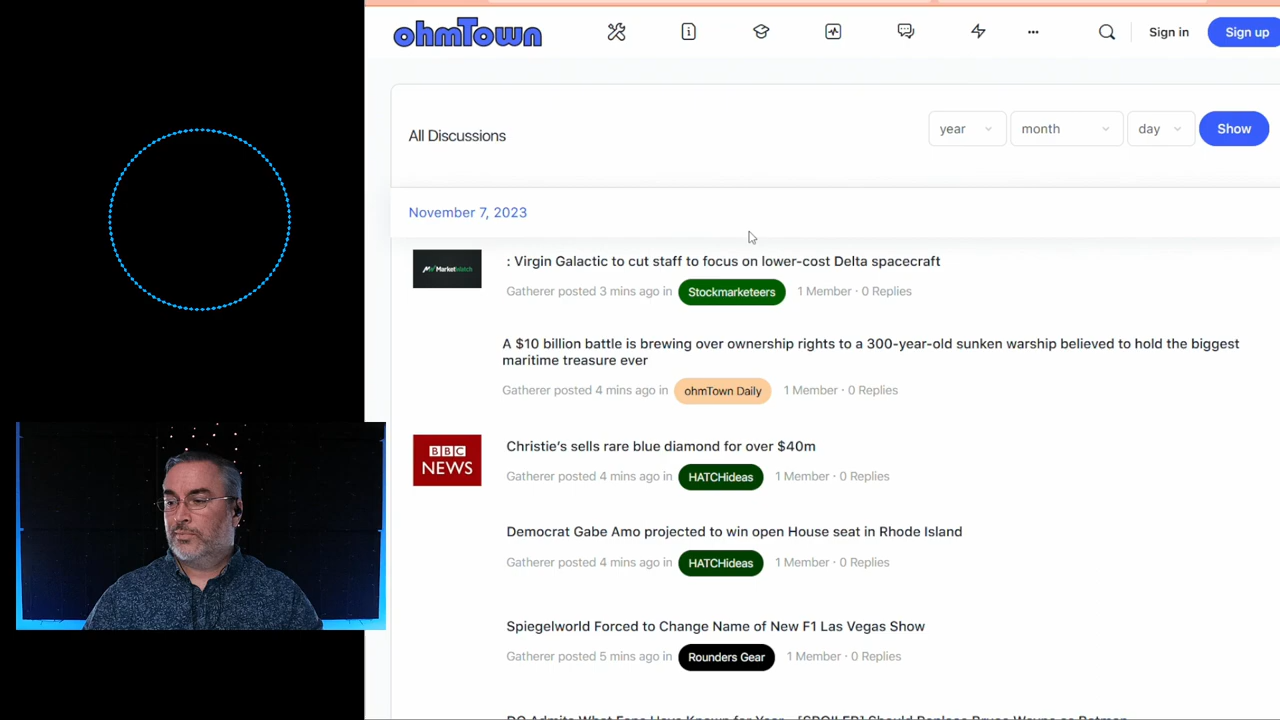 ohmTown
Sign in
Sign up
All Discussions
year
month
day
Show
November 7, 2023
MarketWatch
: Virgin Galactic to cut staff to focus on lower-cost Delta spacecraft
Gatherer posted 3 mins ago in Stockmarketeers 1 Member · 0 Replies
A $10 billion battle is brewing over ownership rights to a 300-year-old sunken warship believed to hold the biggest
maritime treasure ever
Gatherer posted 4 mins ago in ohmTown Daily 1 Member · 0 Replies
BBC
NEWS
Christie's sells rare blue diamond for over $40m
Gatherer posted 4 mins ago in HATCHideas 1 Member · 0 Replies
Democrat Gabe Amo projected to win open House seat in Rhode Island
Gatherer posted 4 mins ago in HATCHideas 1 Member · 0 Replies
Spiegelworld Forced to Change Name of New F1 Las Vegas Show
Gatherer posted 5 mins ago in Rounders Gear 1 Member · 0 Replies